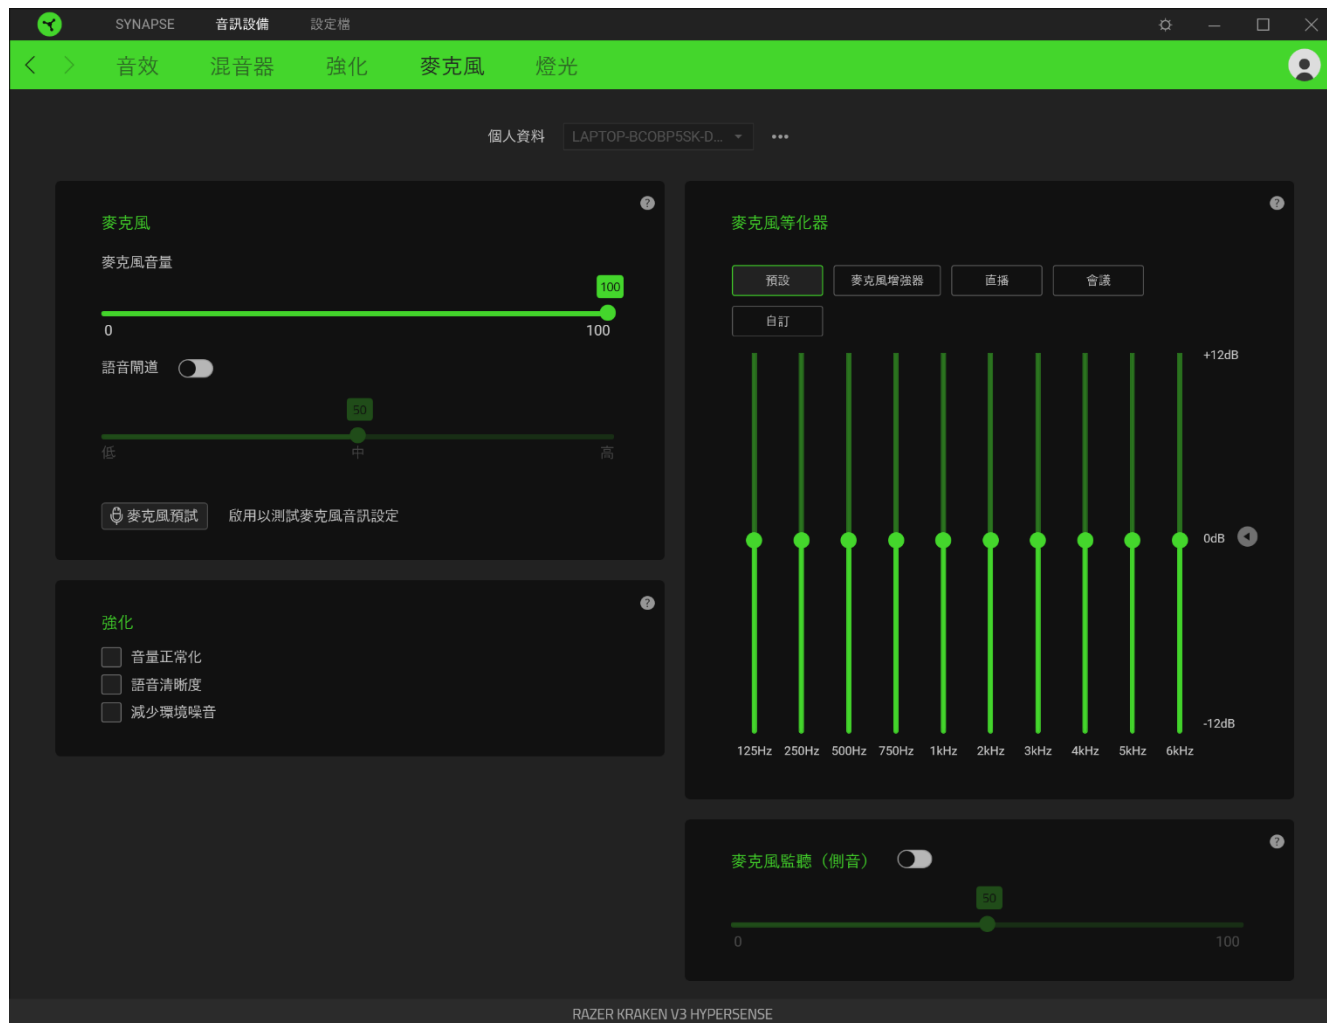 SYNAPSE 音訊設備 設定檔
音效 混音器 強化 麥克風 燈光
個人資料 LAPTOP-BCOBP5SK-D... •••
麥克風
麥克風音量
100
0 100
語音閘道
50
低 中 高
麥克風預試 啟用以測試麥克風音訊設定
強化
音量正常化
語音清晰度
減少環境噪音
麥克風等化器
預設 麥克風增強器 直播 會議
自訂
+12dB
0dB
-12dB
125Hz 250Hz 500Hz 750Hz 1kHz 2kHz 3kHz 4kHz 5kHz 6kHz
麥克風監聽（側音）
50
0 100
RAZER KRAKEN V3 HYPERSENSE